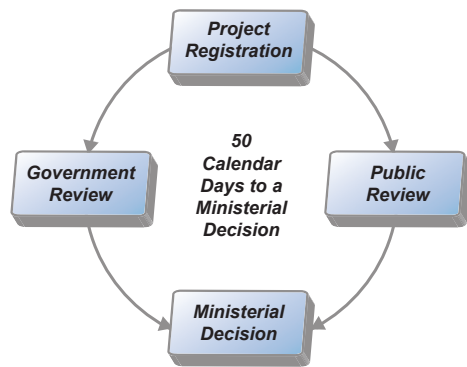 Project
Registration
Government
Review
50
Calendar
Days to a
Ministerial
Decision
Public
Review
Ministerial
Decision